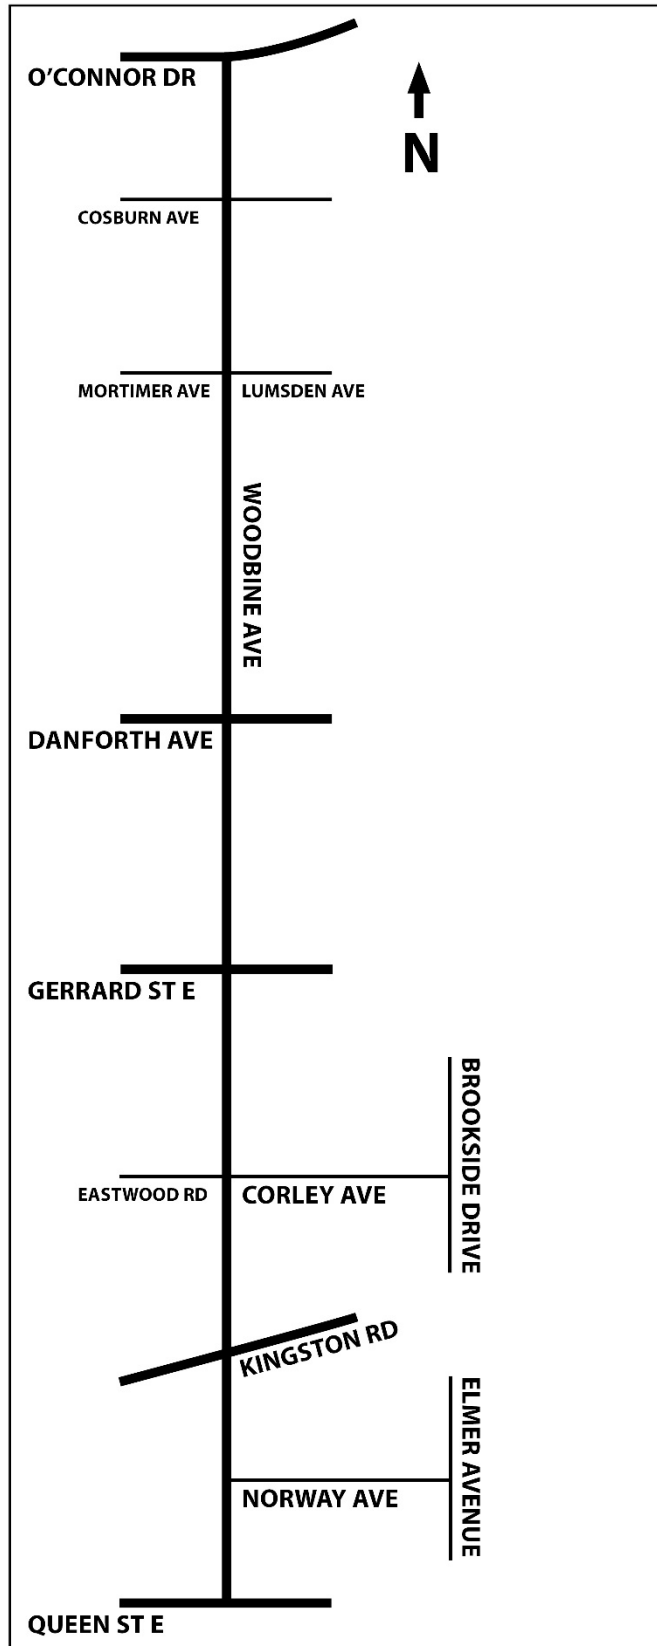 O'CONNOR DR
N
COSBURN AVE
MORTIMER AVE LUMSDEN AVE
WOODBINE AVE
DANFORTH AVE
GERRARD ST E
BROOKSIDE DRIVE
EASTWOOD RD CORLEY AVE
KINGSTON RD
ELMER AVENUE
NORWAY AVE
QUEEN ST E